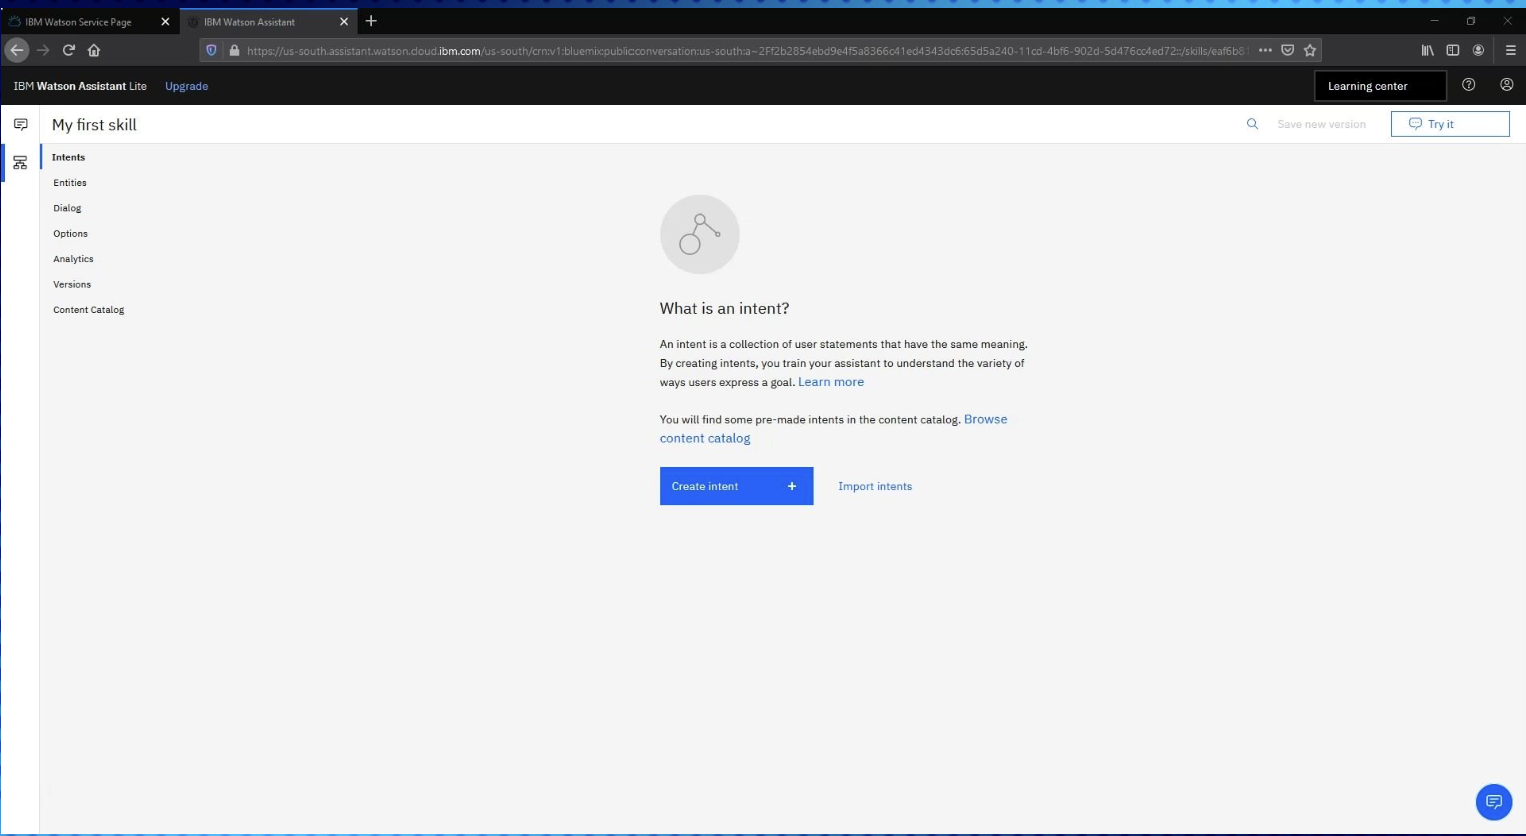 IBM Watson Service Page
IBM Watson Assistant
https://us-south.assistant.watson.cloud.ibm.com/us-south/crn:v1:bluemix:public:conversation:us-south:a~2Ff2b2854ebd9e4f5a8366c41ed4343dc6:65d5a240-11cd-4bf6-902d-5d476cc4ed72::/skills/eaf6b8
IBM Watson Assistant Lite
Upgrade
Learning center
My first skill
Save new version
Try it
Intents
Entities
Dialog
Options
Analytics
Versions
Content Catalog
What is an intent?
An intent is a collection of user statements that have the same meaning.
By creating intents, you train your assistant to understand the variety of
ways users express a goal. Learn more
You will find some pre-made intents in the content catalog. Browse
content catalog
Create intent +
Import intents